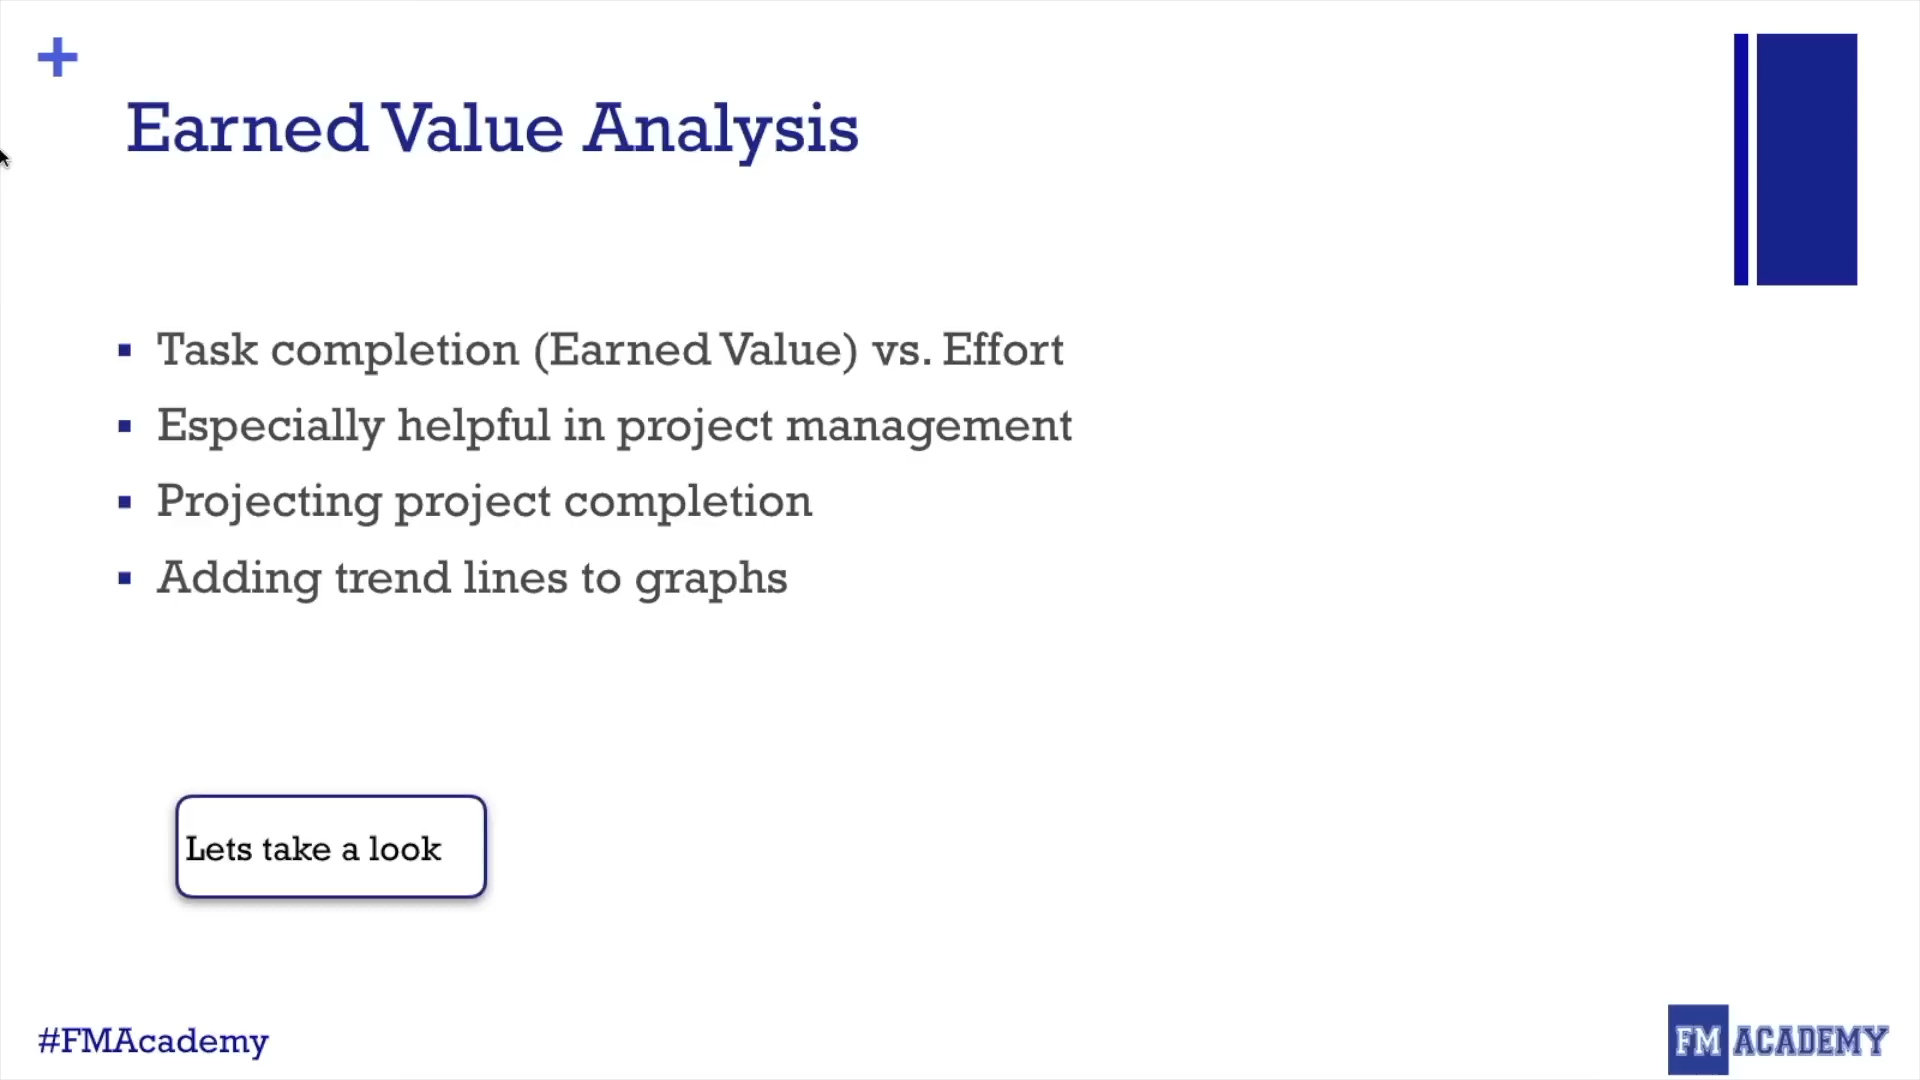 +
Earned Value Analysis
▪ Task completion (Earned Value) vs. Effort
▪ Especially helpful in project management
▪ Projecting project completion
▪ Adding trend lines to graphs
Lets take a look
#FMAcademy
FM ACADEMY